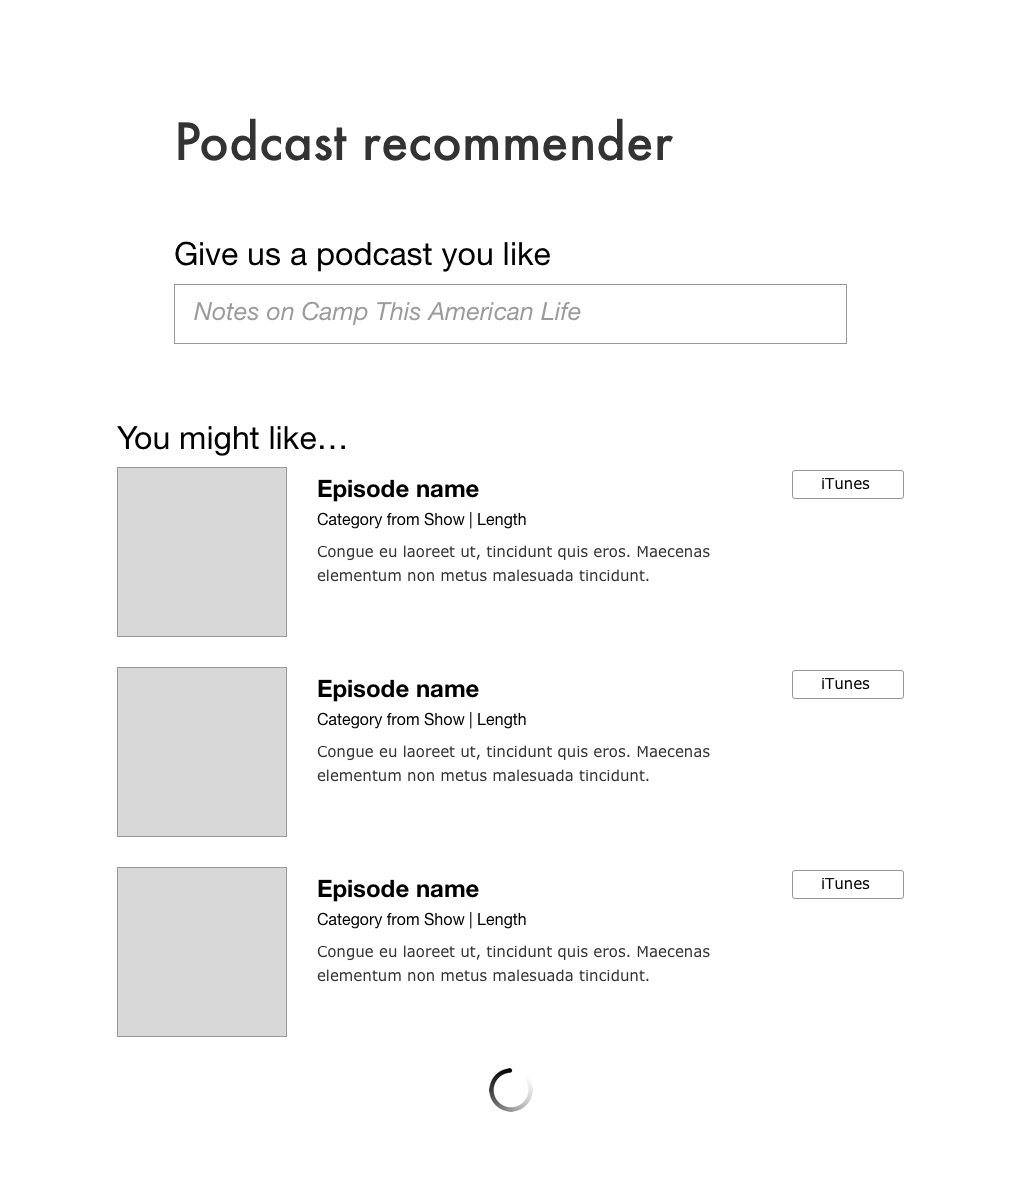 Podcast recommender
Give us a podcast you like
Notes on Camp This American Life
You might like…
Episode name
iTunes
Category from Show | Length
Congue eu laoreet ut, tincidunt quis eros. Maecenas
elementum non metus malesuada tincidunt.
Episode name
iTunes
Category from Show | Length
Congue eu laoreet ut, tincidunt quis eros. Maecenas
elementum non metus malesuada tincidunt.
Episode name
iTunes
Category from Show | Length
Congue eu laoreet ut, tincidunt quis eros. Maecenas
elementum non metus malesuada tincidunt.